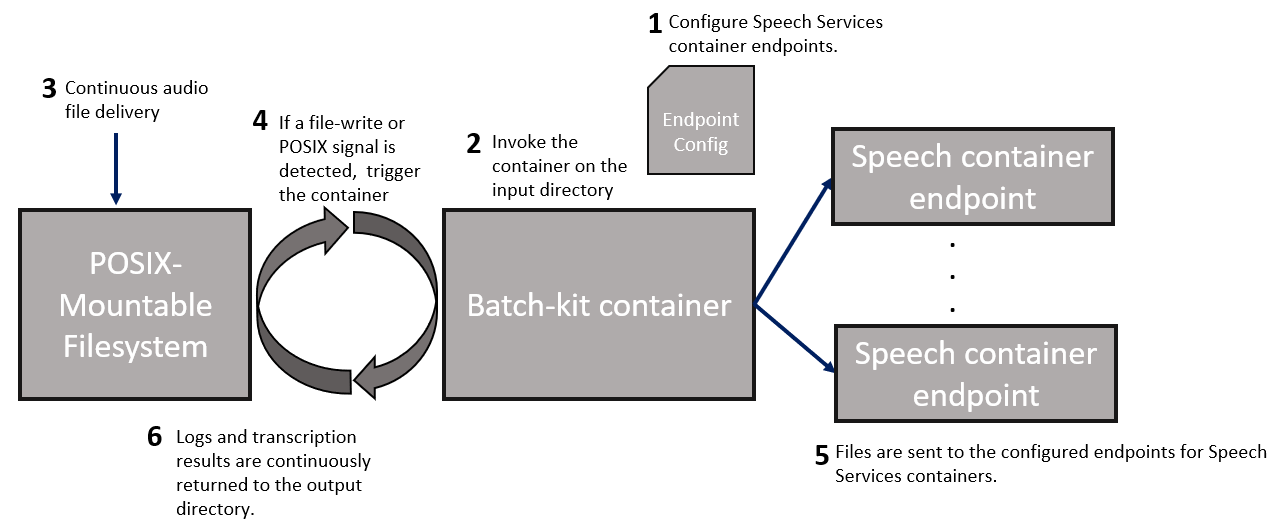 1 Configure Speech Services
container endpoints.
Endpoint
Config
3 Continuous audio
file delivery
4 If a file-write or
POSIX signal is
detected, trigger
the container
2 Invoke the
container on the
input directory
Speech container
endpoint
.
.
.
Speech container
endpoint
POSIX-
Mountable
Filesystem
Batch-kit container
6 Logs and transcription
results are continuously
returned to the output
directory.
5 Files are sent to the configured endpoints for Speech
Services containers.